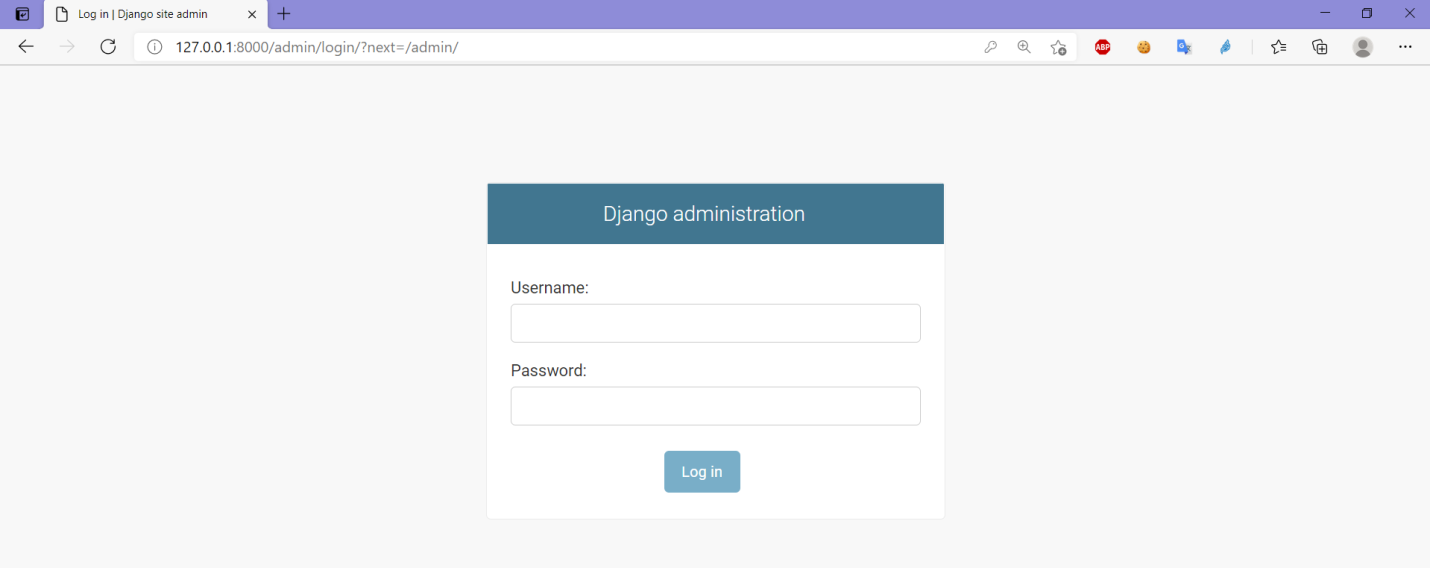 Log in | Django site admin
127.0.0.1:8000/admin/login/?next=/admin/
ABP
Django administration
Username:
Password:
Log in